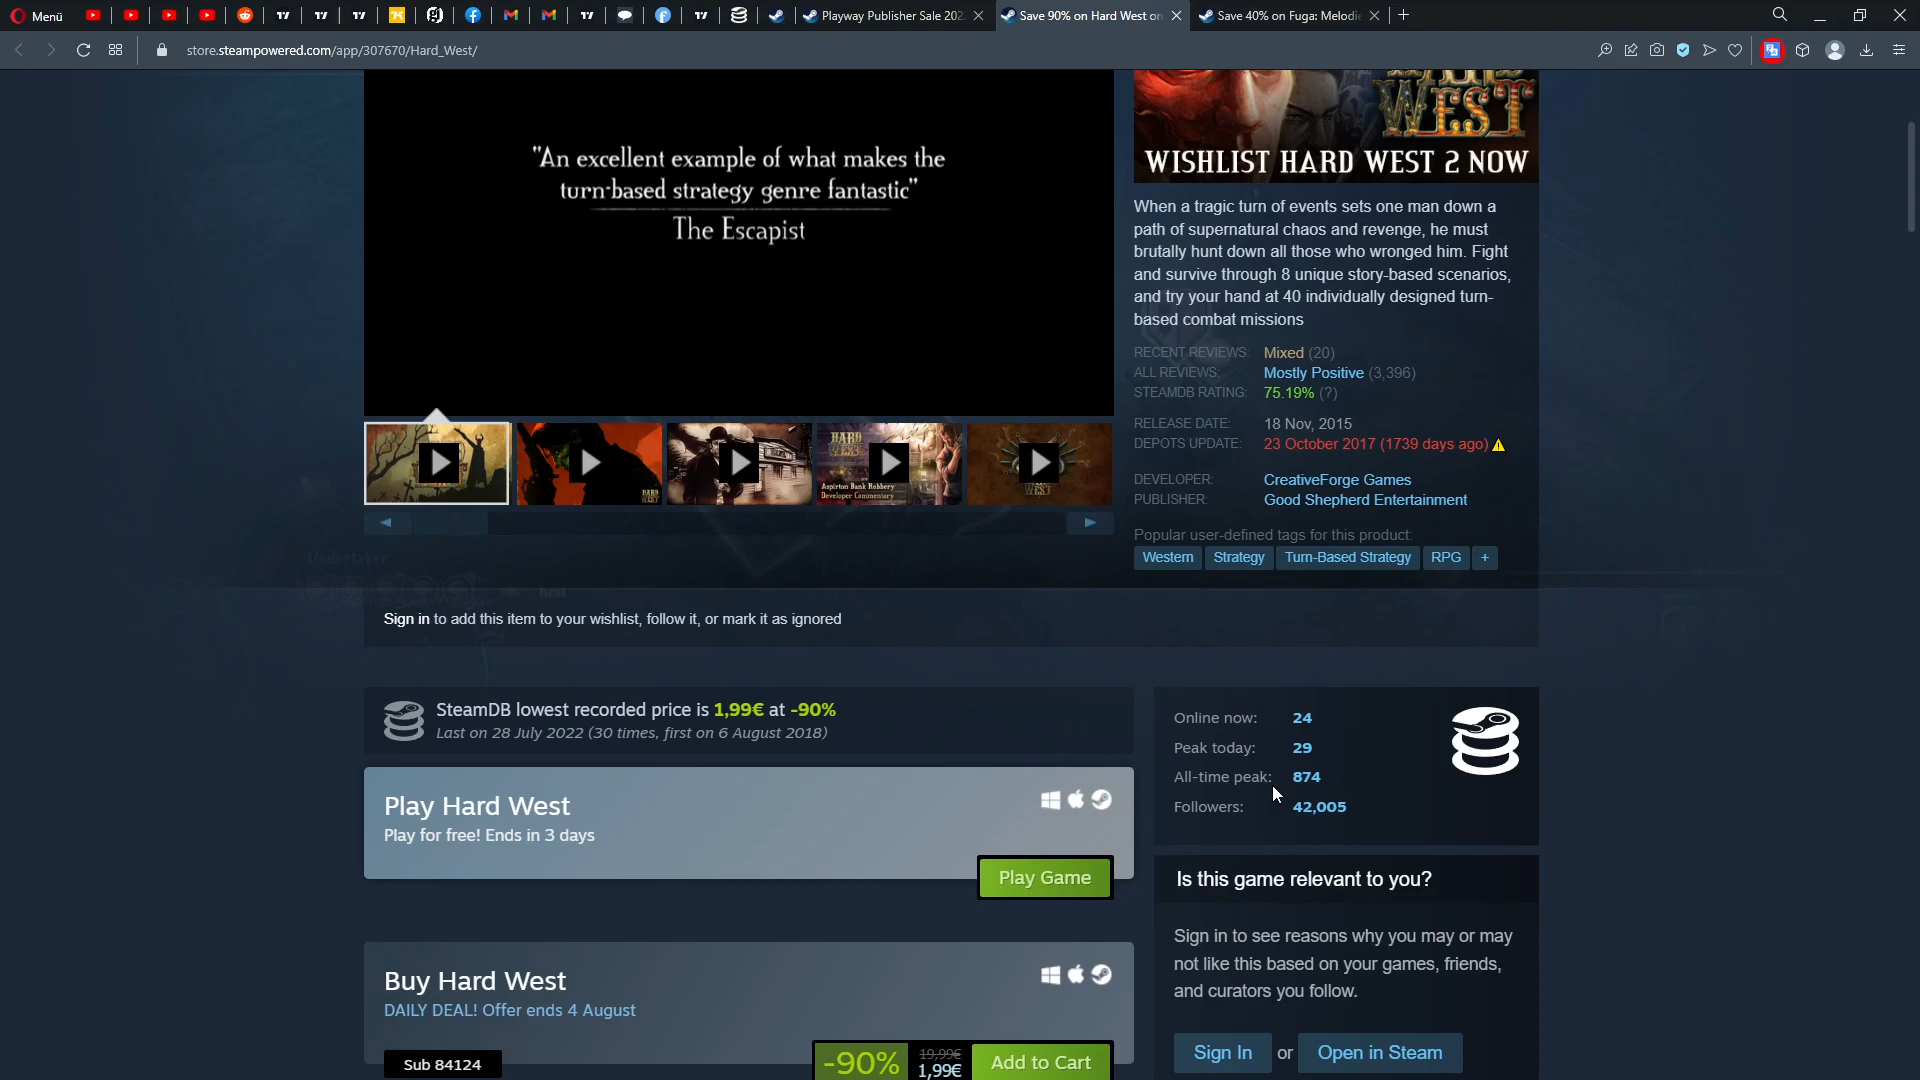 Menü
Playway Publisher Sale 202
Save 90% on Hard West on
Save 40% on Fuga: Melodie
store.steampowered.com/app/307670/Hard_West/
"An excellent example of what makes the
turn-based strategy genre fantastic"
The Escapist
HARD
Aspirton Bank Robbery
Developer Commentary
WEST
WISHLIST HARD WEST 2 NOW
When a tragic turn of events sets one man down a
path of supernatural chaos and revenge, he must
brutally hunt down all those who wronged him. Fight
and survive through 8 unique story-based scenarios,
and try your hand at 40 individually designed turn-
based combat missions
RECENT REVIEWS: Mixed (20)
ALL REVIEWS: Mostly Positive (3,396)
STEAMDB RATING: 75.19% (?)
RELEASE DATE: 18 Nov, 2015
DEPOTS UPDATE: 23 October 2017 (1739 days ago)
DEVELOPER: CreativeForge Games
PUBLISHER: Good Shepherd Entertainment
Popular user-defined tags for this product:
Western Strategy Turn-Based Strategy RPG +
Undertaker
Sign in to add this item to your wishlist, follow it, or mark it as ignored
SteamDB lowest recorded price is 1,99€ at -90%
Last on 28 July 2022 (30 times, first on 6 August 2018)
Play Hard West
Play for free! Ends in 3 days
Play Game
Buy Hard West
DAILY DEAL! Offer ends 4 August
Sub 84124
-90% 19,99€ 1,99€ Add to Cart
Online now: 24
Peak today: 29
All-time peak: 874
Followers: 42,005
Is this game relevant to you?
Sign in to see reasons why you may or may
not like this based on your games, friends,
and curators you follow.
Sign In or Open in Steam